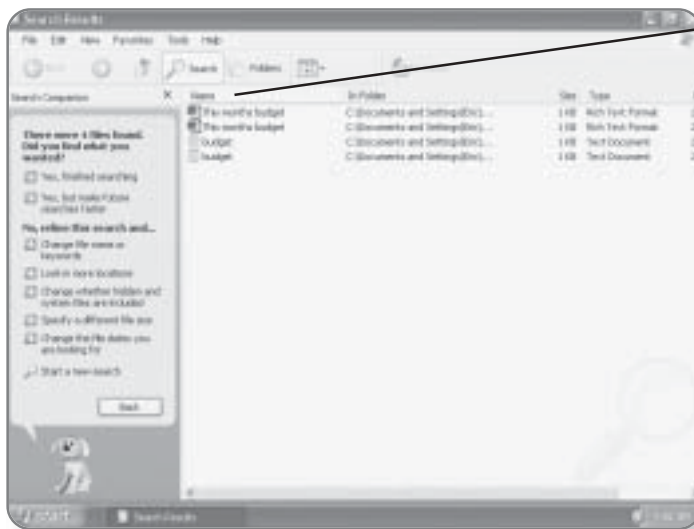 Search Results
File Edit View Favorites Tools Help
Search Folders
Search Companion
Name In Folder Size Type
This months budget C:\Documents and Settings\Eric\... 1 KB Rich Text Format
This months budget C:\Documents and Settings\Eric\... 1 KB Rich Text Format
budget C:\Documents and Settings\Eric\... 1 KB Text Document
budget C:\Documents and Settings\Eric\... 1 KB Text Document
There were 4 files found.
Did you find what you
wanted?
Yes, finished searching
Yes, but make future
searches faster
No, refine this search and...
Change file name or
keywords
Look in more locations
Change whether hidden and
system files are included
Specify a different file size
Change the file dates you
are looking for
Start a new search
Back
start Search Results